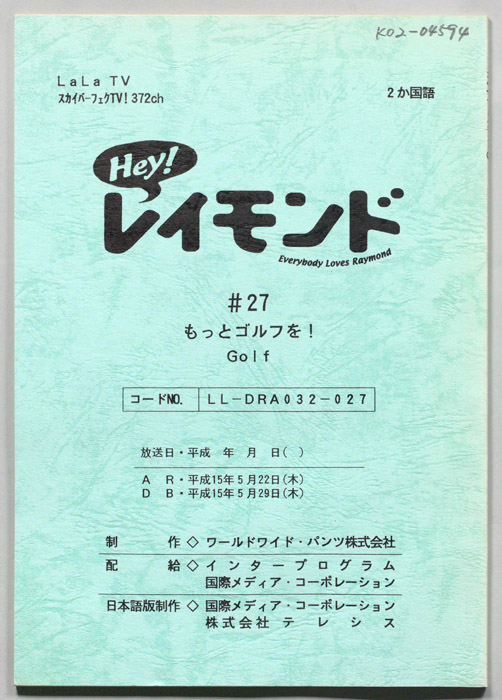 K02-04594
LaLa TV
スカイパーフェクTV! 372ch
2か国語
Hey!
レイモンド
Everybody Loves Raymond
#27
もっとゴルフを!
Golf
コードNO. LL-DRA032-027
放送日・平成 年 月 日( )
A R・平成15年5月22日(木)
D B・平成15年5月29日(木)
制 作◇ワールドワイド・パンツ株式会社
配 給◇インタープログラム
国際メディア・コーポレーション
日本語版制作◇国際メディア・コーポレーション
株式会社テレシス